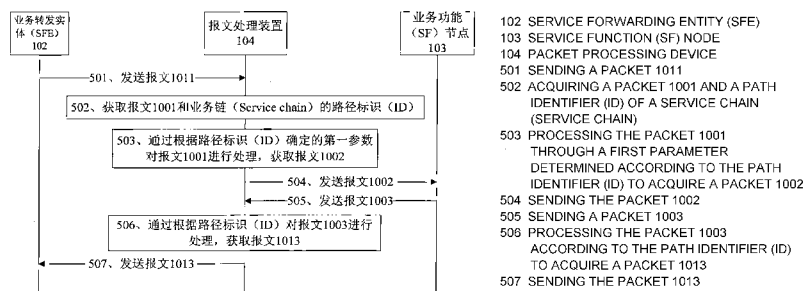 业务转发实
体（SFE）
102
报文处理装置
104
业务功能
（SF）节点
103
501、发送报文1011
502、获取报文1001和业务链（Service chain）的路径标识（ID）
503、通过根据路径标识（ID）确定的第一参数
对报文1001进行处理，获取报文1002
504、发送报文1002
505、发送报文1003
506、通过根据路径标识（ID）对报文1003进行
处理，获取报文1013
507、发送报文1013
102 SERVICE FORWARDING ENTITY (SFE)
103 SERVICE FUNCTION (SF) NODE
104 PACKET PROCESSING DEVICE
501 SENDING A PACKET 1011
502 ACQUIRING A PACKET 1001 AND A PATH
IDENTIFIER (ID) OF A SERVICE CHAIN
(SERVICE CHAIN)
503 PROCESSING THE PACKET 1001
THROUGH A FIRST PARAMETER
DETERMINED ACCORDING TO THE PATH
IDENTIFIER (ID) TO ACQUIRE A PACKET 1002
504 SENDING THE PACKET 1002
505 SENDING A PACKET 1003
506 PROCESSING THE PACKET 1003
ACCORDING TO THE PATH IDENTIFIER (ID)
TO ACQUIRE A PACKET 1013
507 SENDING THE PACKET 1013